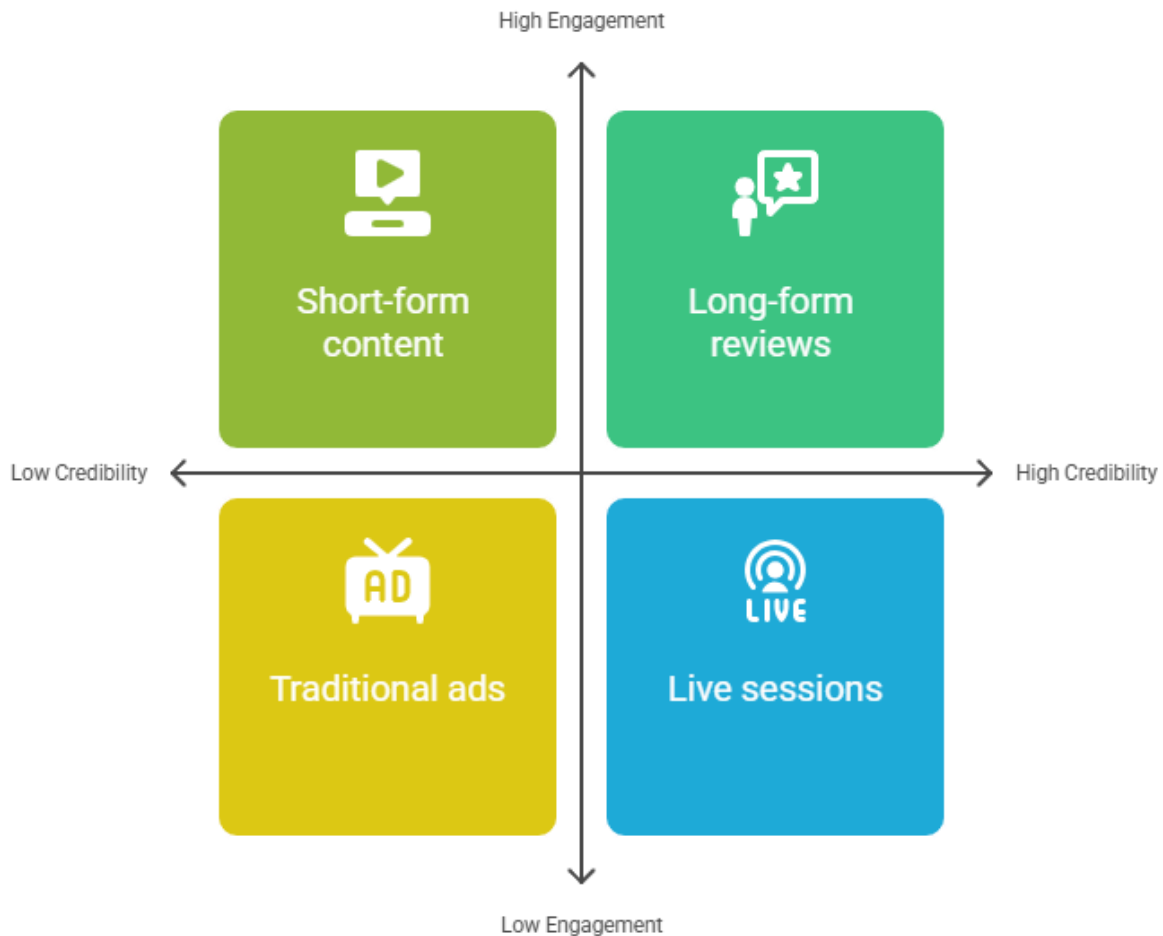 High Engagement
Short-form
content
Long-form
reviews
Low Credibility
High Credibility
AD
Traditional ads
LIVE
Live sessions
Low Engagement